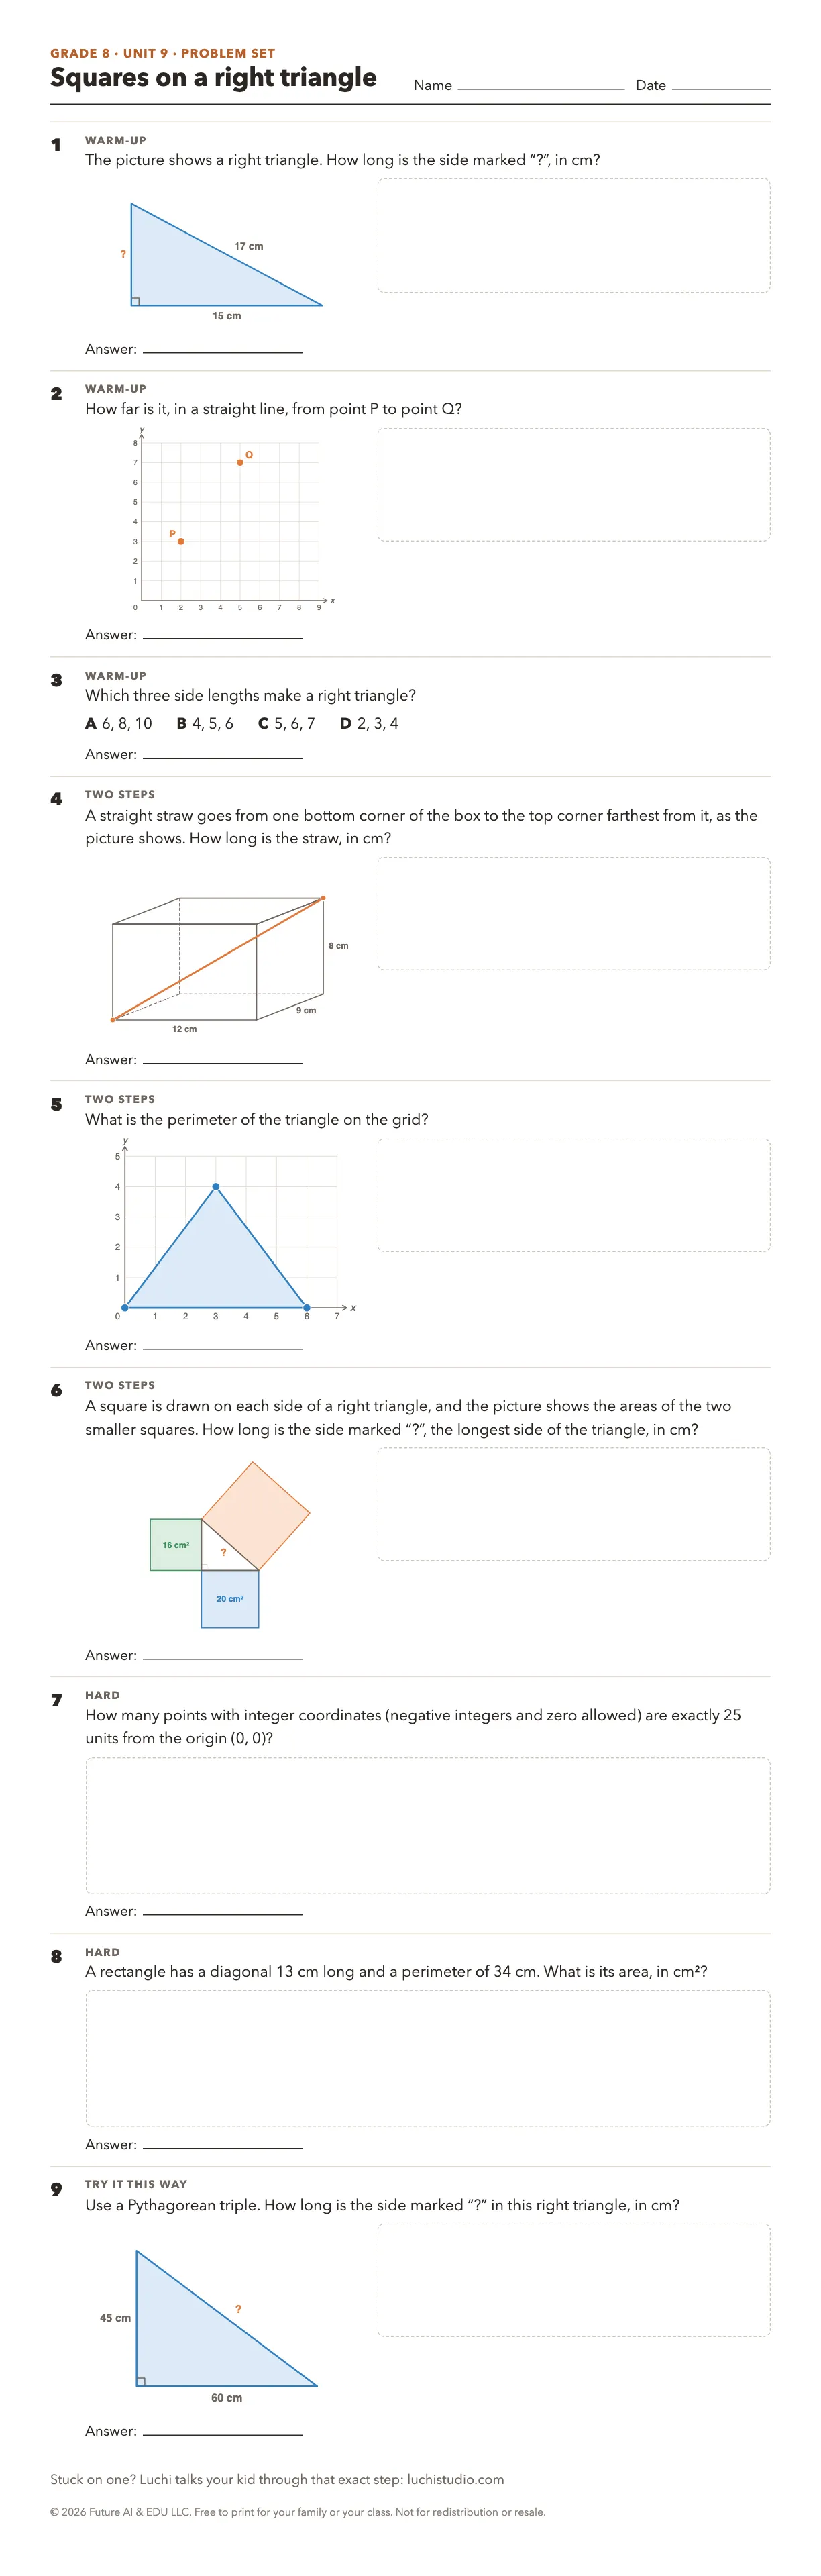 GRADE 8 · UNIT 9 · PROBLEM SET
Squares on a right triangle
Name
Date
1
WARM-UP
The picture shows a right triangle. How long is the side marked “?”, in cm?
17 cm
?
15 cm
Answer:
2
WARM-UP
How far is it, in a straight line, from point P to point Q?
y
8
7
6
5
4
3
2
1
0
1 2 3 4 5 6 7 8 9
x
Q
P
Answer:
3
WARM-UP
Which three side lengths make a right triangle?
A 6, 8, 10 B 4, 5, 6 C 5, 6, 7 D 2, 3, 4
Answer:
4
TWO STEPS
A straight straw goes from one bottom corner of the box to the top corner farthest from it, as the
picture shows. How long is the straw, in cm?
8 cm
9 cm
12 cm
Answer:
5
TWO STEPS
What is the perimeter of the triangle on the grid?
y
5
4
3
2
1
0 1 2 3 4 5 6 7
x
Answer:
6
TWO STEPS
A square is drawn on each side of a right triangle, and the picture shows the areas of the two
smaller squares. How long is the side marked “?”, the longest side of the triangle, in cm?
16 cm²
?
20 cm²
Answer:
7
HARD
How many points with integer coordinates (negative integers and zero allowed) are exactly 25
units from the origin (0, 0)?
Answer:
8
HARD
A rectangle has a diagonal 13 cm long and a perimeter of 34 cm. What is its area, in cm²?
Answer:
9
TRY IT THIS WAY
Use a Pythagorean triple. How long is the side marked “?” in this right triangle, in cm?
?
45 cm
60 cm
Answer:
Stuck on one? Luchi talks your kid through that exact step: luchistudio.com
© 2026 Future AI & EDU LLC. Free to print for your family or your class. Not for redistribution or resale.